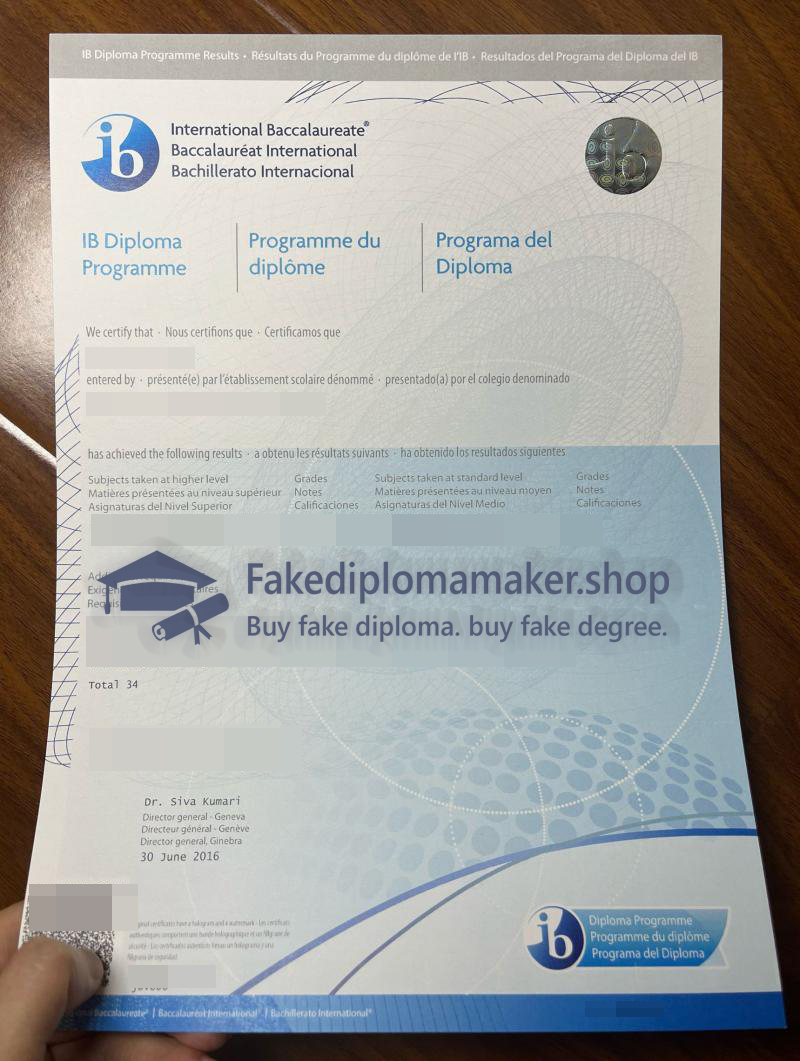 IB Diploma Programme Results • Résultats du Programme du diplôme de l'IB • Resultados del Programa del Diploma del IB
ib
International Baccalaureate®
Baccalauréat International
Bachillerato Internacional
IB Diploma
Programme
Programme du
diplôme
Programa del
Diploma
We certify that · Nous certifions que · Certificamos que
entered by · présenté(e) par l'établissement scolaire dénommé · presentado(a) por el colegio denominado
has achieved the following results · a obtenu les résultats suivants · ha obtenido los resultados siguientes
Subjects taken at higher level
Matières présentées au niveau supérieur
Asignaturas del Nivel Superior
Grades
Notes
Calificaciones
Subjects taken at standard level
Matières présentées au niveau moyen
Asignaturas del Nivel Medio
Grades
Notes
Calificaciones
Fakediplomamaker.shop
Buy fake diploma. buy fake degree.
Total 34
Dr. Siva Kumari
Director general - Geneva
Directeur général - Genève
Director general, Ginebra
30 June 2016
ib
Diploma Programme
Programme du diplôme
Programa del Diploma
Baccalaureate® | Baccalauréat International | Bachillerato International®